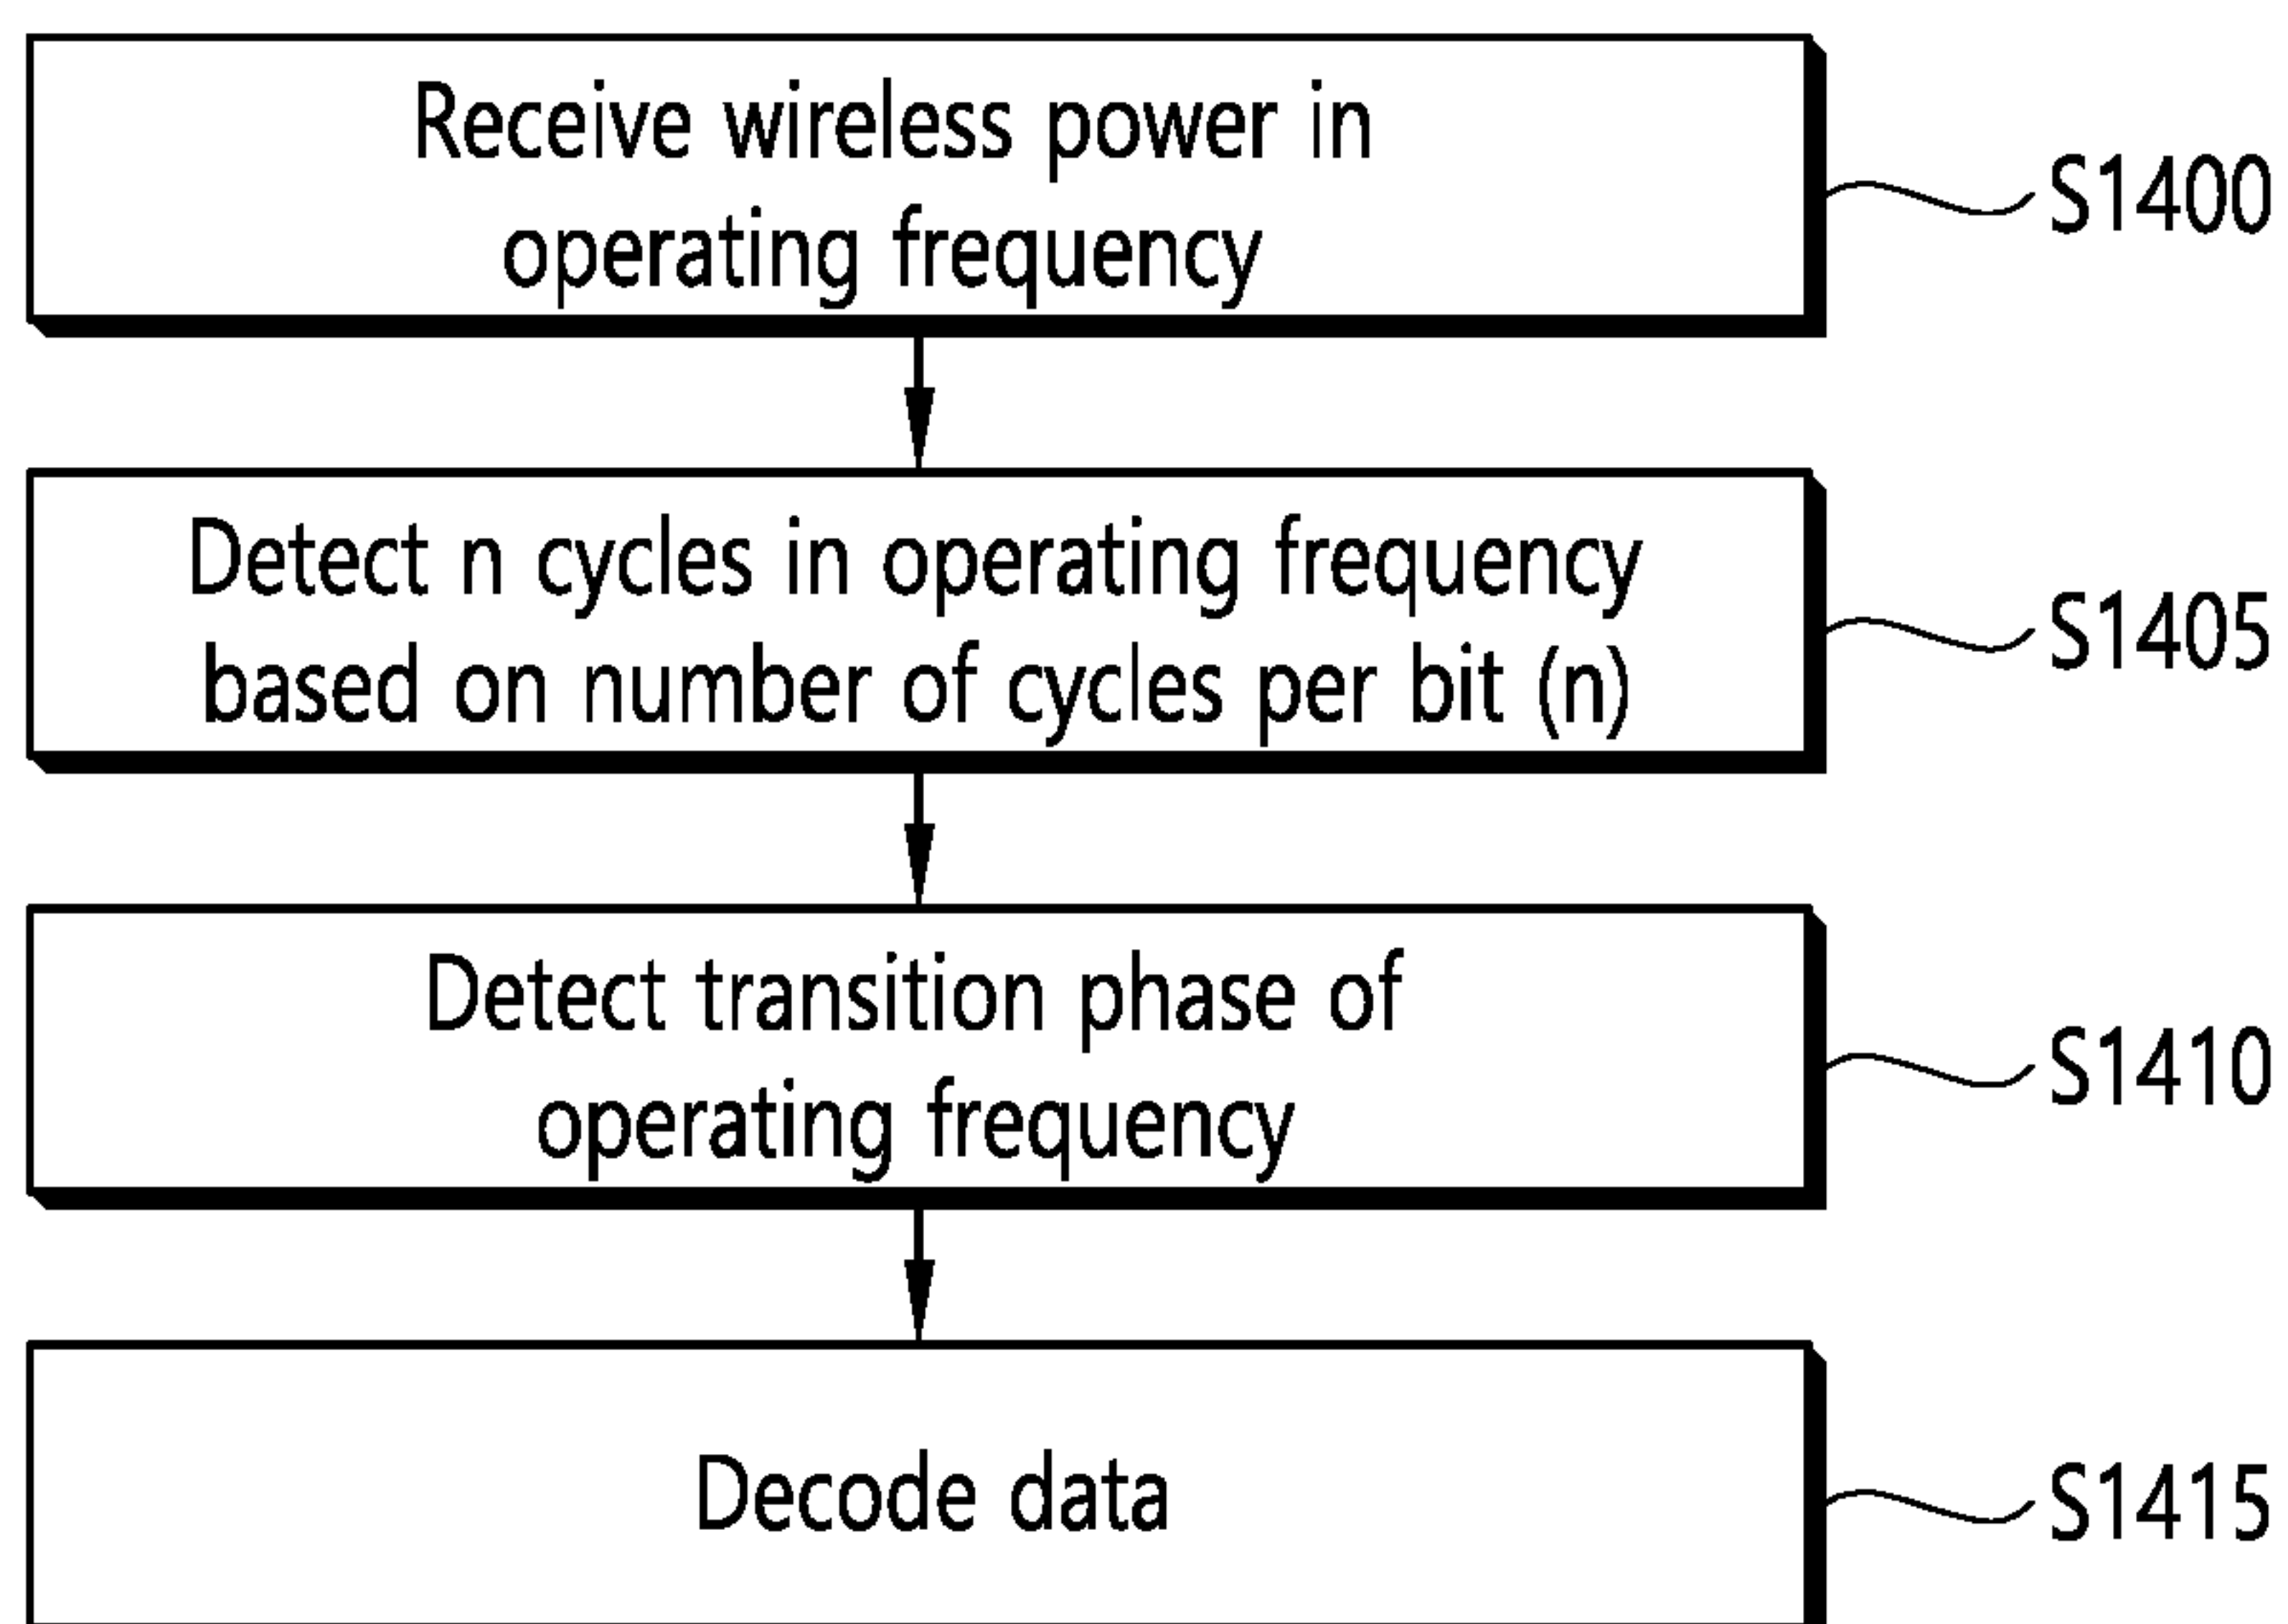 Receive wireless power in
operating frequency
S1400
Detect n cycles in operating frequency
based on number of cycles per bit (n)
S1405
Detect transition phase of
operating frequency
S1410
Decode data
S1415